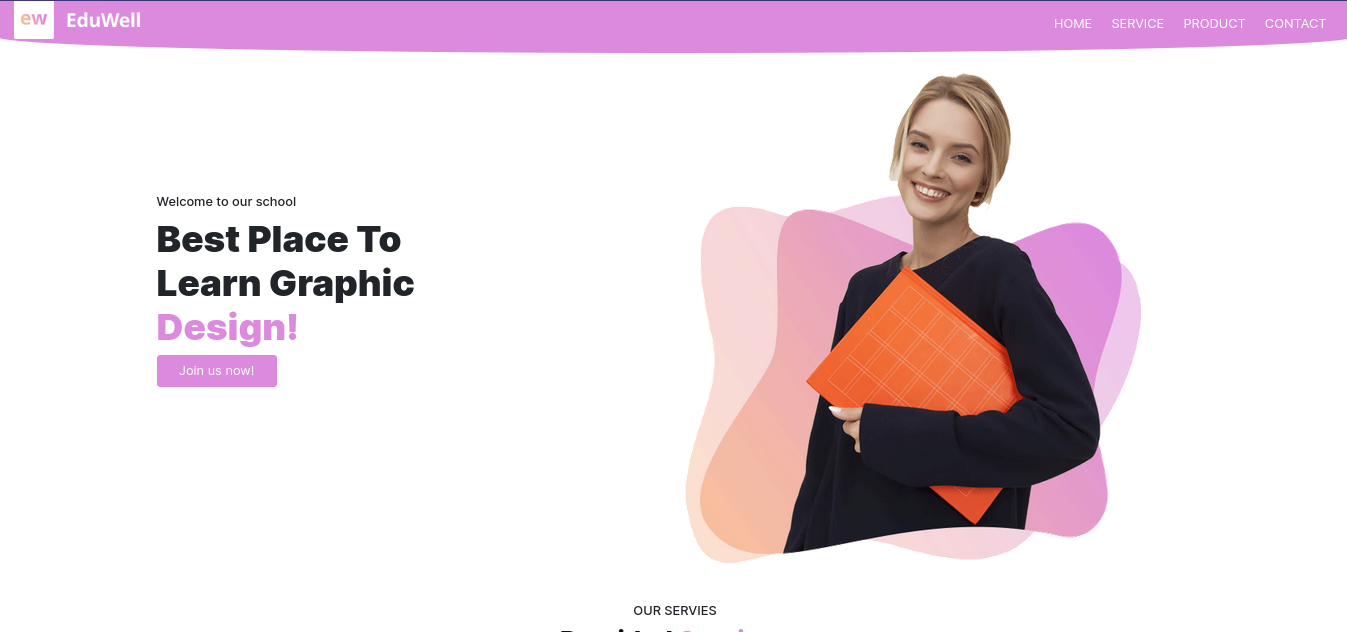 ew EduWell
HOME SERVICE PRODUCT CONTACT
Welcome to our school
Best Place To
Learn Graphic
Design!
Join us now!
OUR SERVIES